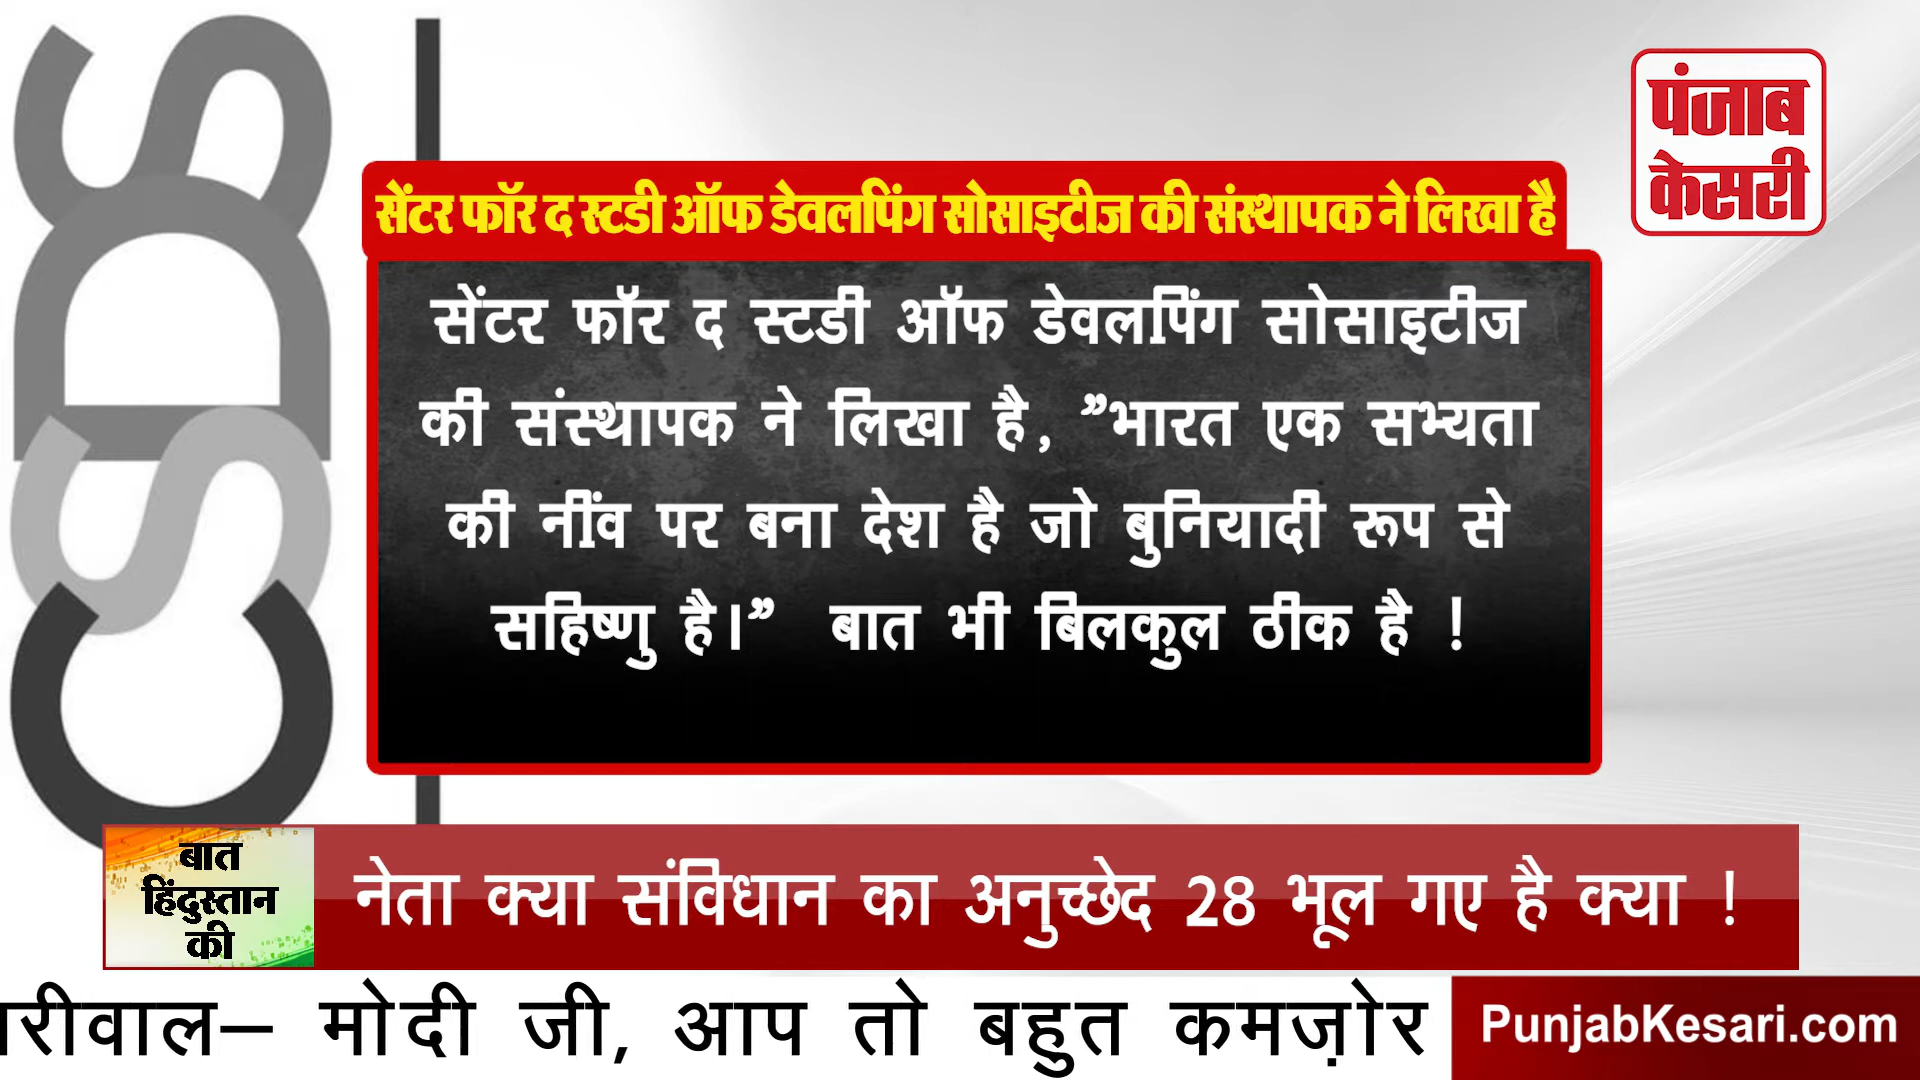 CSDS
पंजाब
केसरी
सेंटर फॉर द स्टडी ऑफ डेवलपिंग सोसाइटीज की संस्थापक ने लिखा है
सेंटर फॉर द स्टडी ऑफ डेवलपिंग सोसाइटीज
की संस्थापक ने लिखा है, ”भारत एक सभ्यता
की नींव पर बना देश है जो बुनियादी रूप से
सहिष्णु है।” बात भी बिलकुल ठीक है !
बात
हिंदुस्तान
की
नेता क्या संविधान का अनुच्छेद 28 भूल गए है क्या !
रीवाल– मोदी जी, आप तो बहुत कमज़ोर
PunjabKesari.com